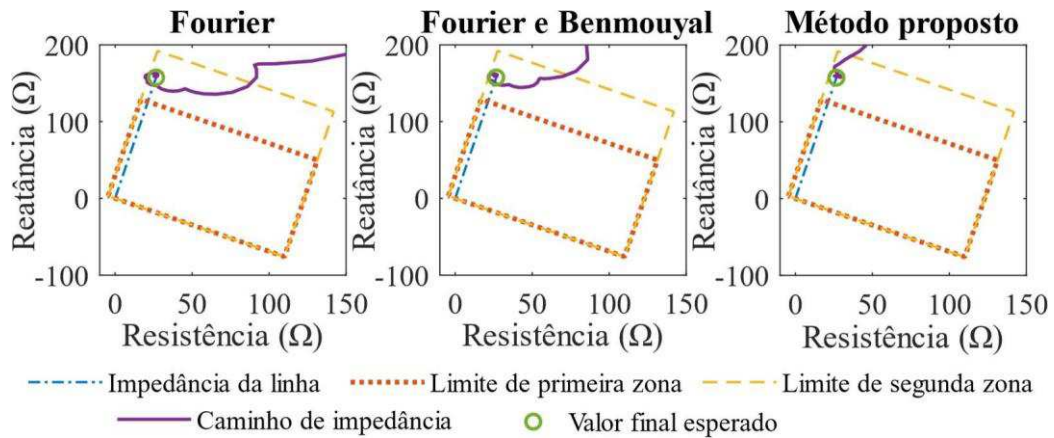 Fourier
Fourier e Benmouyal
Método proposto
Reatância (Ω)
200
100
0
-100
0 50 100 150
Resistência (Ω)
Reatância (Ω)
200
100
0
-100
0 50 100 150
Resistência (Ω)
Reatância (Ω)
200
100
0
-100
0 50 100 150
Resistência (Ω)
Impedância da linha
Limite de primeira zona
Limite de segunda zona
Caminho de impedância
Valor final esperado